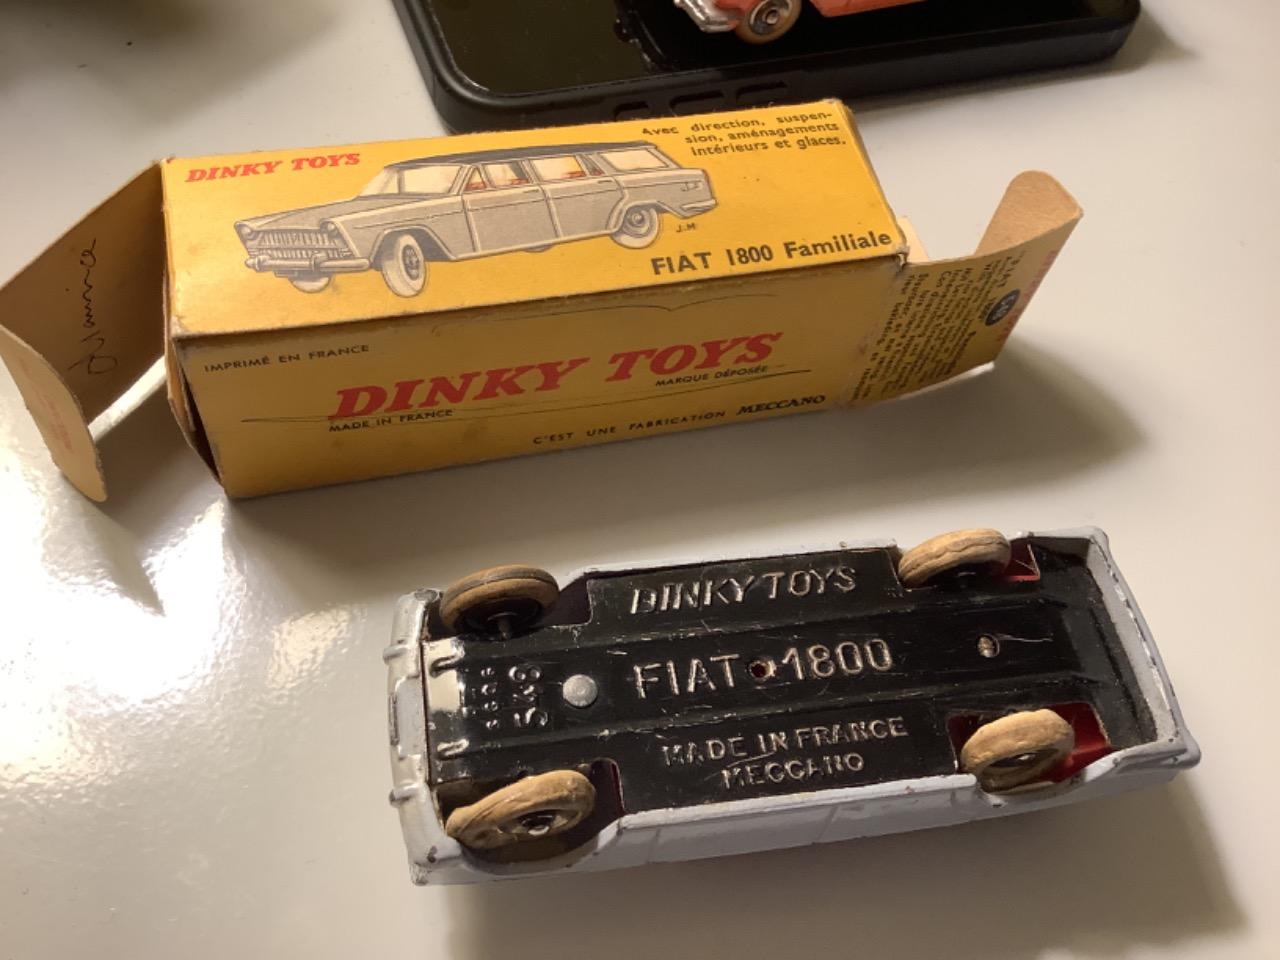 DINKY TOYS
Avec direction, suspen-
sion, aménagements
intérieurs et glaces.
J.M
FIAT 1800 Familiale
IMPRIMÉ EN FRANCE
DINKY TOYS
MARQUE DÉPOSÉE
MADE IN FRANCE
C'EST UNE FABRICATION MECCANO
FIAT
DINKY TOYS
FIAT 1800
548
MADE IN FRANCE
MECCANO